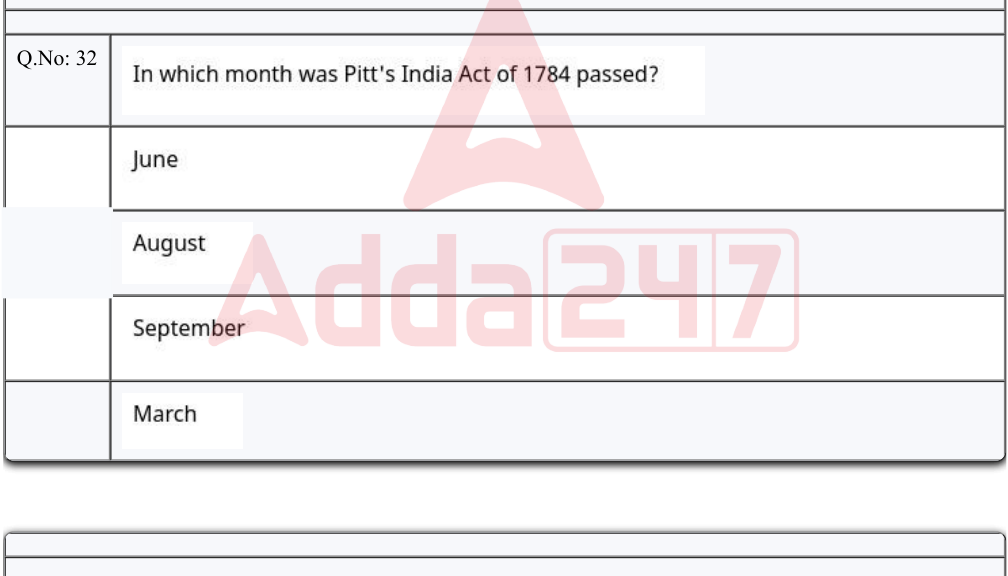 Q.No: 32
In which month was Pitt's India Act of 1784 passed?
June
August
September
March
Adda247